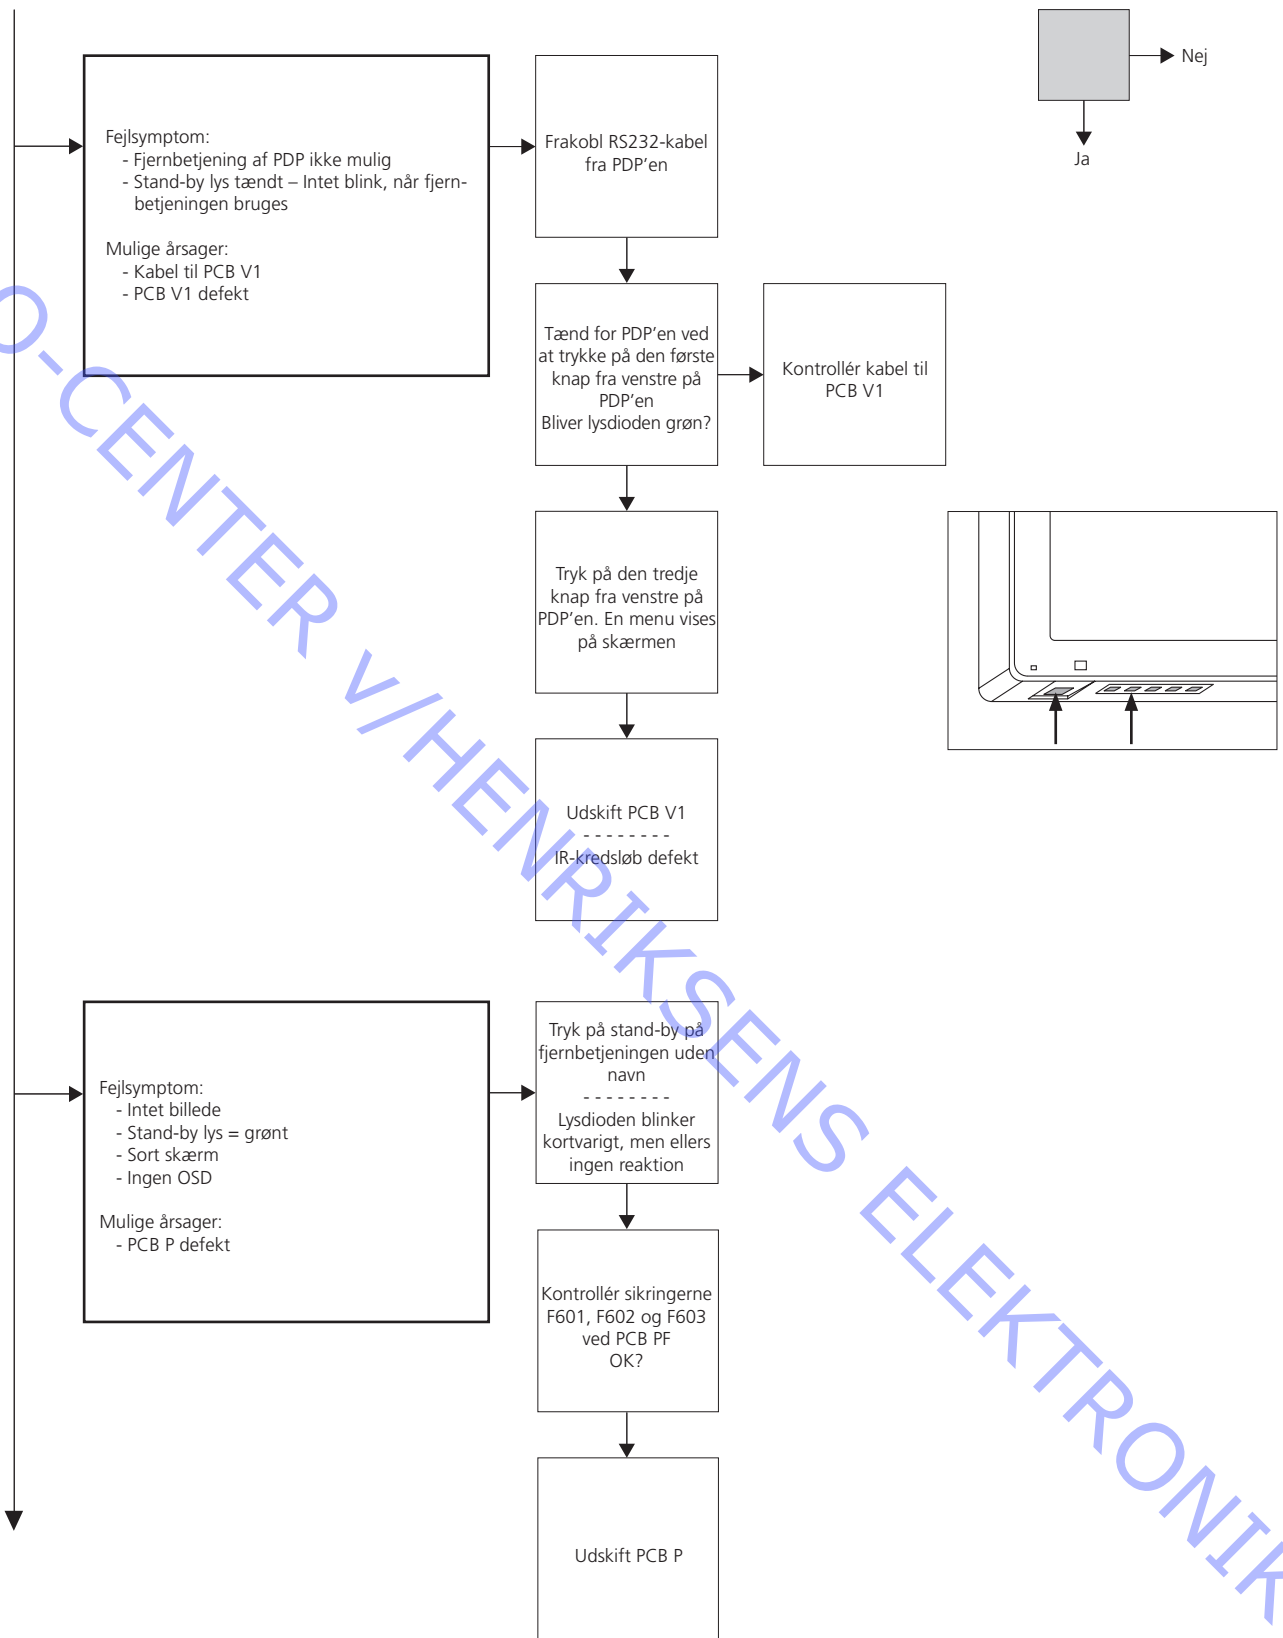 Nej
Ja
Fejlsymptom:
- Fjernbetjening af PDP ikke mulig
- Stand-by lys tændt – Intet blink, når fjern-
betjeningen bruges
Mulige årsager:
- Kabel til PCB V1
- PCB V1 defekt
Frakobl RS232-kabel
fra PDP'en
Tænd for PDP'en ved
at trykke på den første
knap fra venstre på
PDP'en
Bliver lysdioden grøn?
Kontrollér kabel til
PCB V1
Tryk på den tredje
knap fra venstre på
PDP'en. En menu vises
på skærmen
Udskift PCB V1
- - - - - - - -
IR-kredsløb defekt
Fejlsymptom:
- Intet billede
- Stand-by lys = grønt
- Sort skærm
- Ingen OSD
Mulige årsager:
- PCB P defekt
Tryk på stand-by på
fjernbetjeningen uden
navn
- - - - - - - -
Lysdioden blinker
kortvarigt, men ellers
ingen reaktion
Kontrollér sikringerne
F601, F602 og F603
ved PCB PF
OK?
Udskift PCB P
O-CENTER v/HENRIKSENS ELEKTRONIK